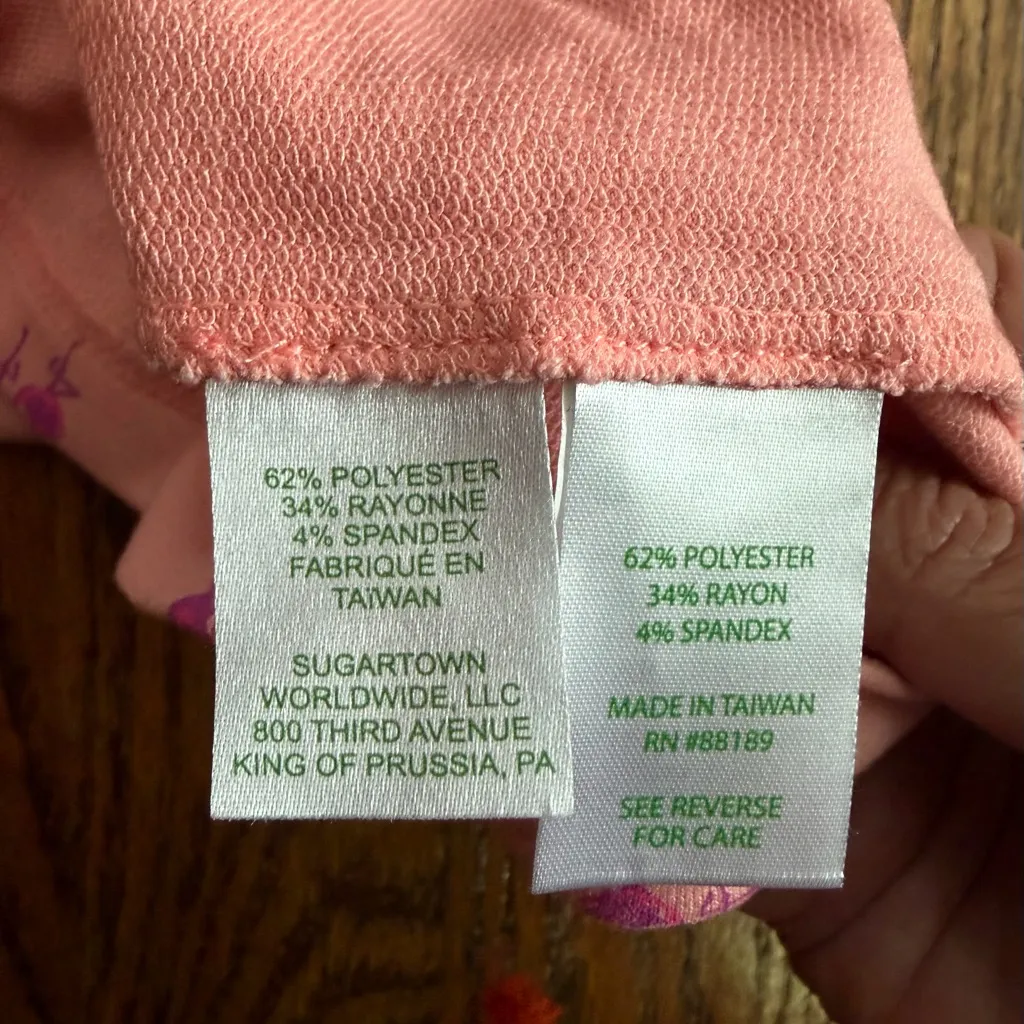 62% POLYESTER
34% RAYONNE
4% SPANDEX
FABRIQUÉ EN
TAIWAN
SUGARTOWN
WORLDWIDE, LLC
800 THIRD AVENUE
KING OF PRUSSIA, PA
62% POLYESTER
34% RAYON
4% SPANDEX
MADE IN TAIWAN
RN #88189
SEE REVERSE
FOR CARE